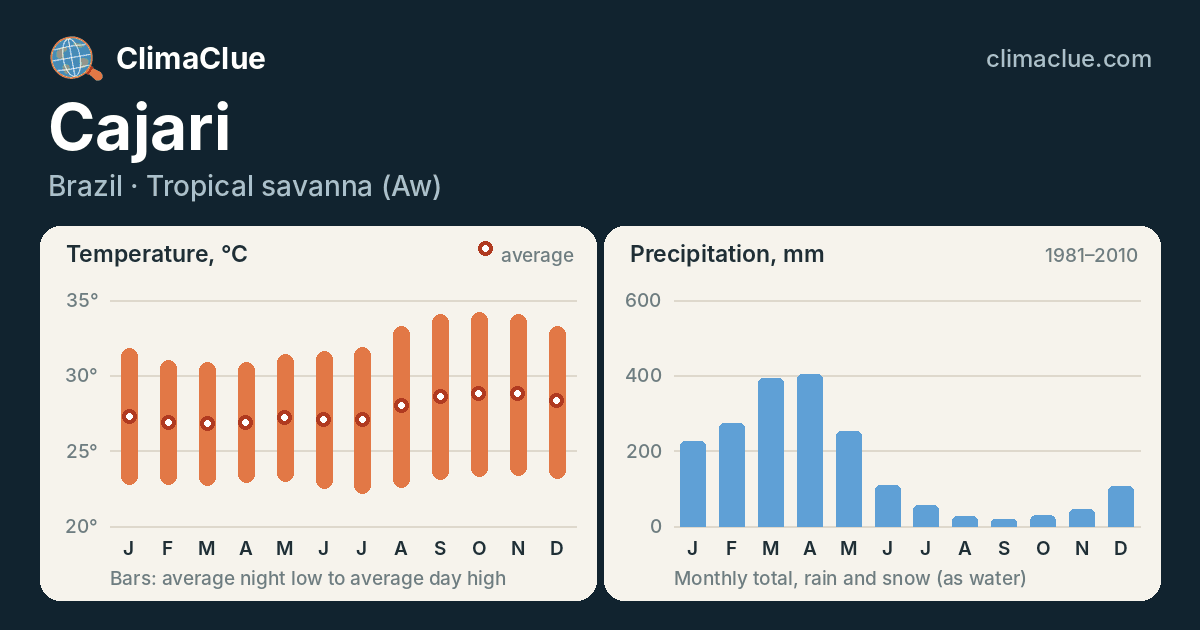 ClimaClue
climaclue.com
Cajari
Brazil · Tropical savanna (Aw)
Temperature, °C
average
35°
30°
25°
20°
J F M A M J J A S O N D
Bars: average night low to average day high
Precipitation, mm
1981–2010
600
400
200
0
J F M A M J J A S O N D
Monthly total, rain and snow (as water)